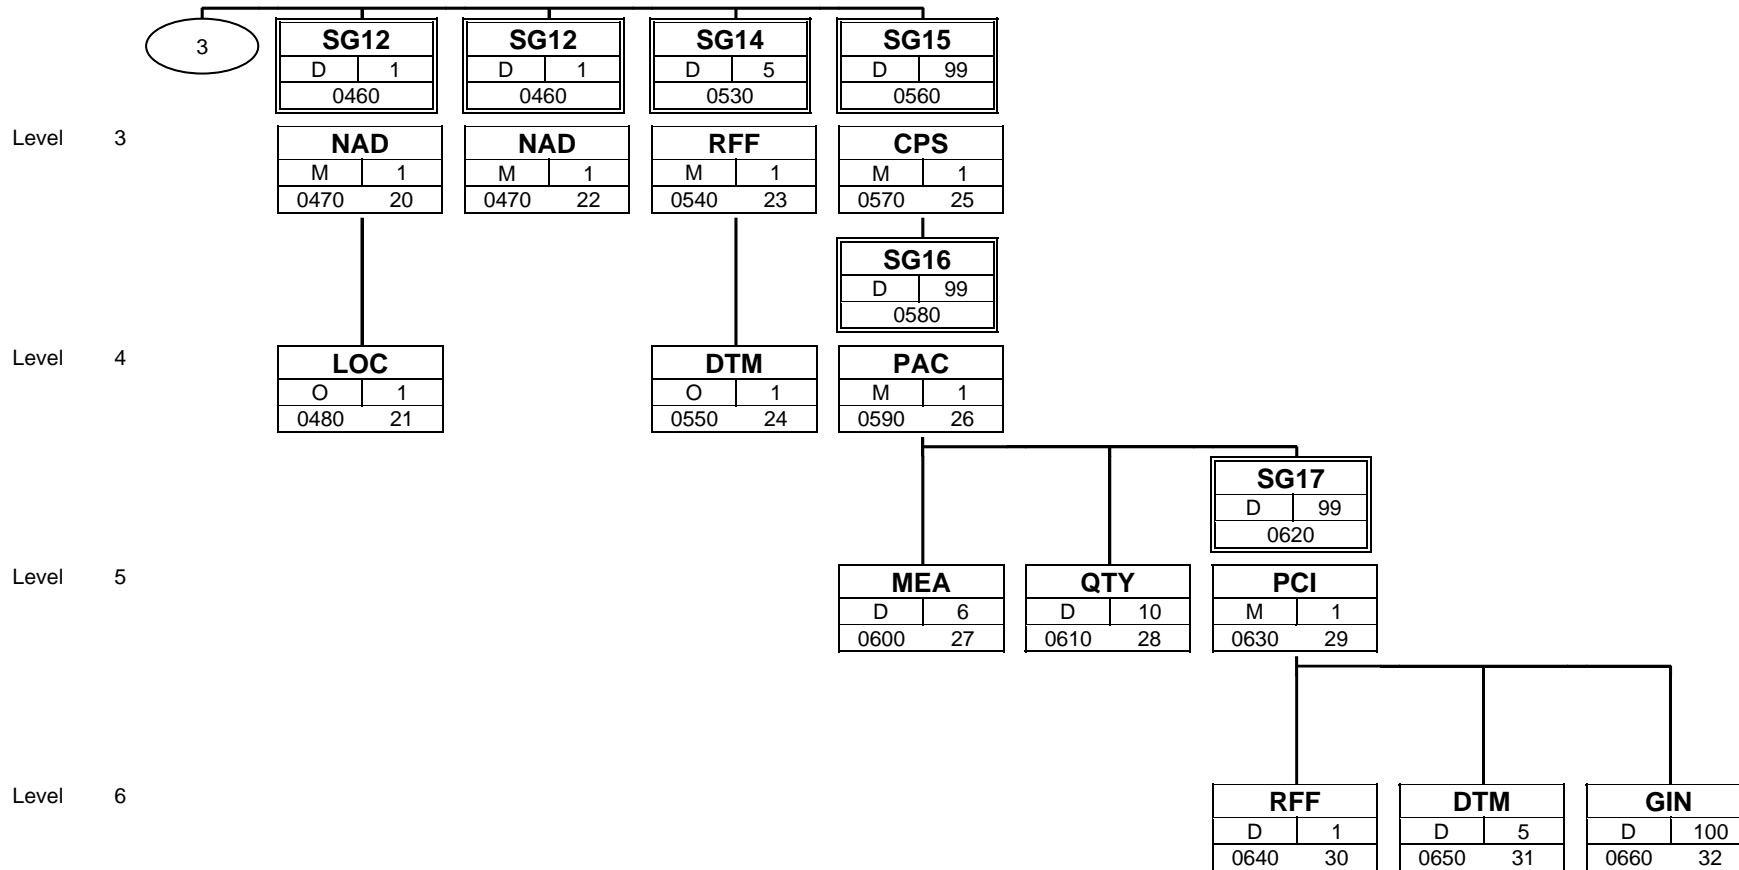 3
SG12 SG12 SG14 SG15
D 1 D 1 D 5 D 99
0460 0460 0530 0560
Level 3 NAD NAD RFF CPS
M 1 M 1 M 1 M 1
0470 20 0470 22 0540 23 0570 25
SG16
D 99
0580
Level 4 LOC DTM PAC
O 1 O 1 M 1
0480 21 0550 24 0590 26
SG17
D 99
0620
Level 5 MEA QTY PCI
D 6 D 10 M 1
0600 27 0610 28 0630 29
Level 6 RFF DTM GIN
D 1 D 5 D 100
0640 30 0650 31 0660 32